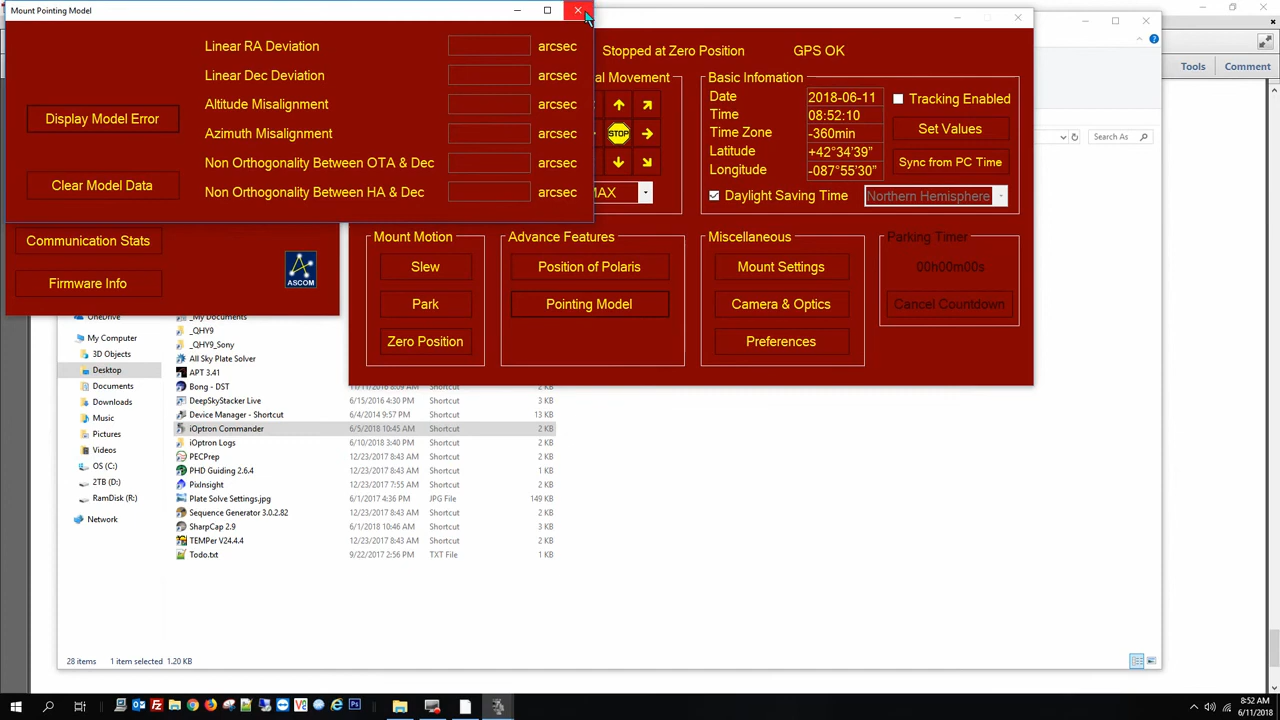 Mount Pointing Model
Linear RA Deviation arcsec
Linear Dec Deviation arcsec
Altitude Misalignment arcsec
Azimuth Misalignment arcsec
Non Orthogonality Between OTA & Dec arcsec
Non Orthogonality Between HA & Dec arcsec
Display Model Error
Clear Model Data
Communication Stats
Firmware Info
ASCOM
Stopped at Zero Position GPS OK
al Movement
STOP
MAX
Basic Infomation
Date 2018-06-11
Time 08:52:10
Time Zone -360min
Latitude +42°34'39"
Longitude -087°55'30"
Tracking Enabled
Set Values
Sync from PC Time
Daylight Saving Time Northern Hemisphere
Mount Motion
Slew
Park
Zero Position
Advance Features
Position of Polaris
Pointing Model
Miscellaneous
Mount Settings
Camera & Optics
Preferences
Parking Timer
00h00m00s
Cancel Countdown
Tools Comment
Search As
OneDrive
My Computer
3D Objects
Desktop
Documents
Downloads
Music
Pictures
Videos
OS (C:)
2TB (D:)
RamDisk (R:)
Network
_My Documents
_QHY9
_QHY9_Sony
All Sky Plate Solver
APT 3.41
Bong - DST 11/11/2016 8:09 AM Shortcut 2 KB
DeepSkyStacker Live 6/15/2016 4:30 PM Shortcut 3 KB
Device Manager - Shortcut 6/4/2014 9:57 PM Shortcut 13 KB
iOptron Commander 6/5/2018 10:45 AM Shortcut 2 KB
iOptron Logs 6/10/2018 3:40 PM Shortcut 2 KB
PECPrep 12/23/2017 8:43 AM Shortcut 2 KB
PHD Guiding 2.6.4 12/23/2017 8:43 AM Shortcut 1 KB
PixInsight 12/23/2017 7:55 AM Shortcut 2 KB
Plate Solve Settings.jpg 6/1/2017 4:36 PM JPG File 149 KB
Sequence Generator 3.0.2.82 12/23/2017 8:43 AM Shortcut 2 KB
SharpCap 2.9 6/1/2018 10:46 AM Shortcut 3 KB
TEMPer V24.4.4 12/23/2017 8:43 AM Shortcut 2 KB
Todo.txt 9/22/2017 2:56 PM TXT File 1 KB
28 items 1 item selected 1.20 KB
8:52 AM
6/11/2018